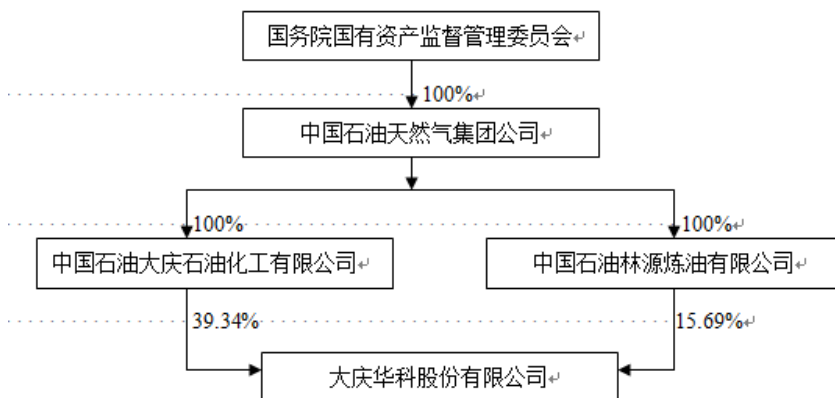 国务院国有资产监督管理委员会
100%
中国石油天然气集团公司
100%
100%
中国石油大庆石油化工有限公司
中国石油林源炼油有限公司
39.34%
15.69%
大庆华科股份有限公司